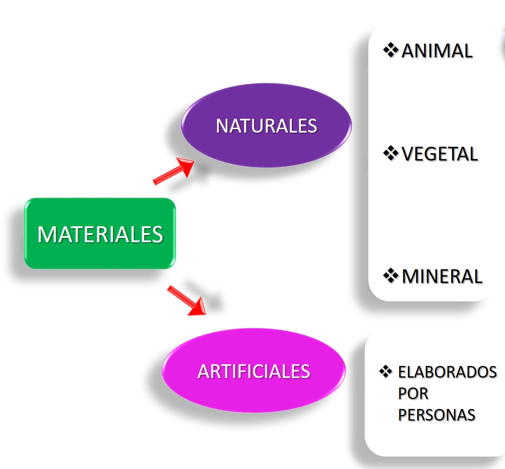 MATERIALES
NATURALES
❖ANIMAL
❖VEGETAL
❖MINERAL
ARTIFICIALES
❖ ELABORADOS
POR
PERSONAS